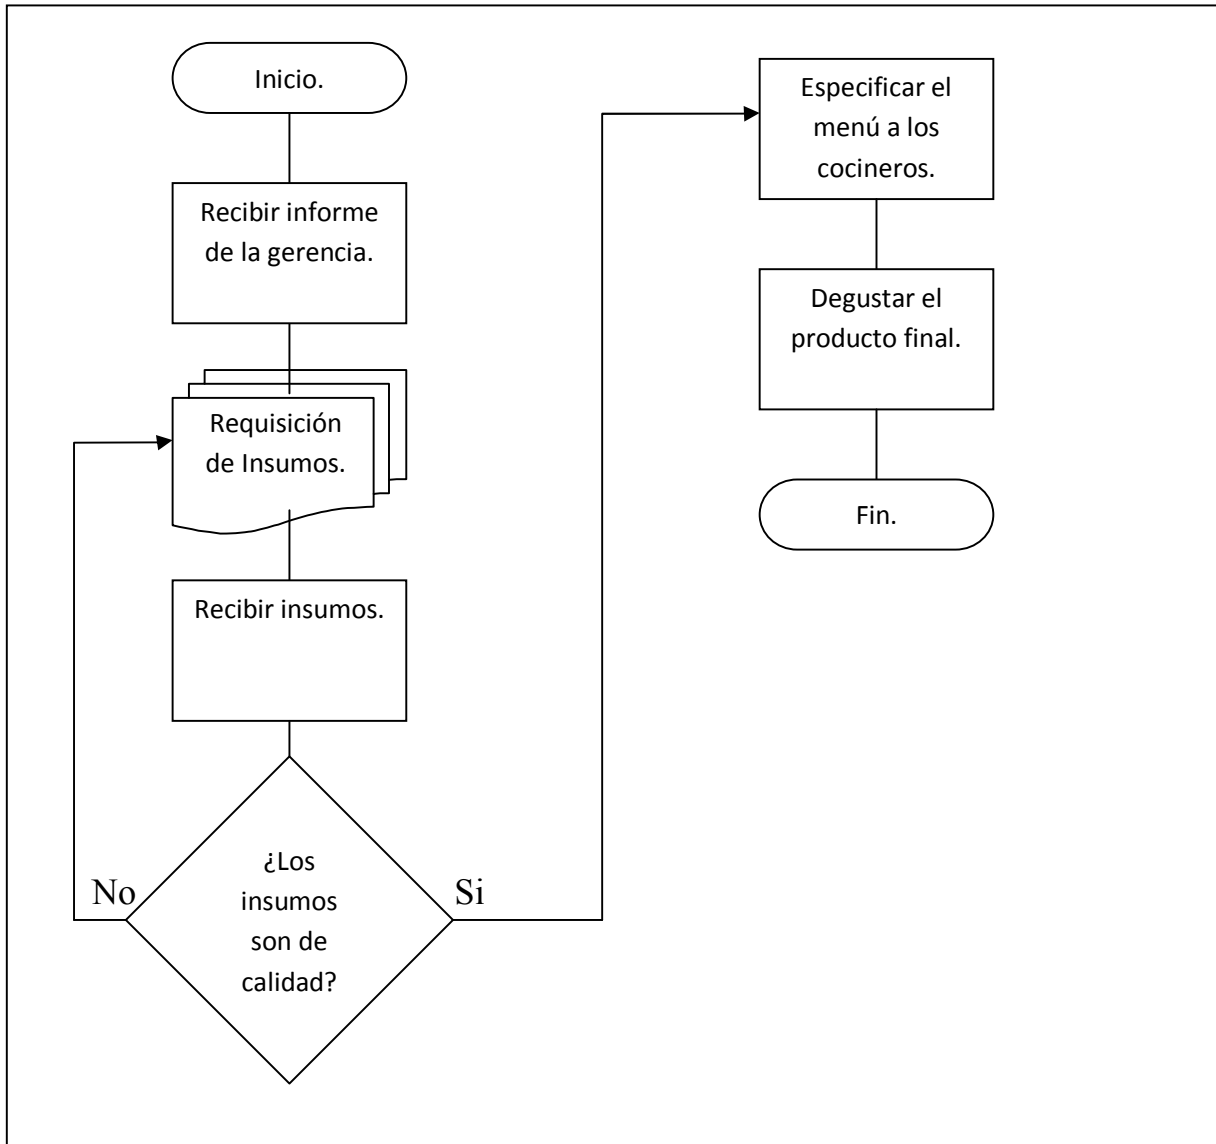 Inicio.
Recibir informe
de la gerencia.
Requisición
de Insumos.
Recibir insumos.
¿Los
insumos
son de
calidad?
No
Si
Especificar el
menú a los
cocineros.
Degustar el
producto final.
Fin.